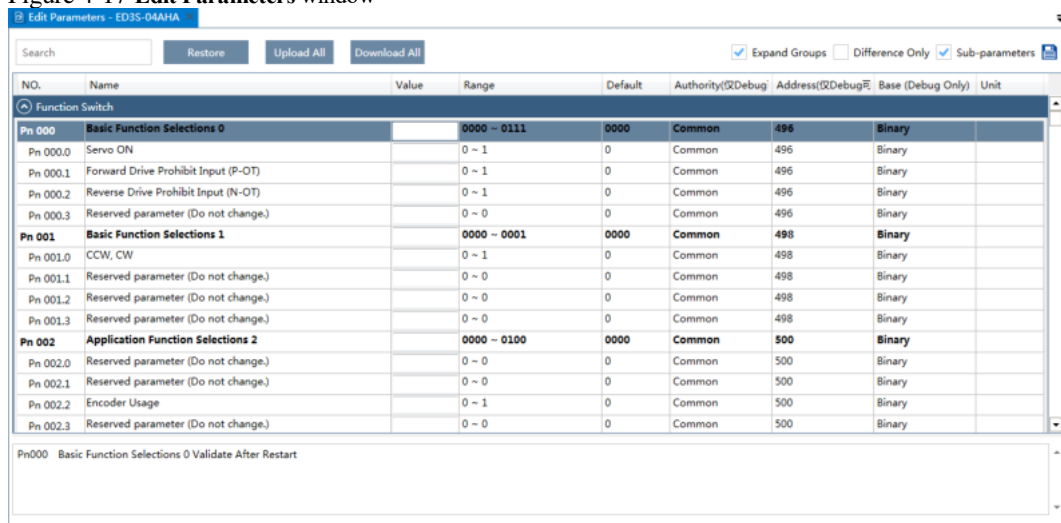 Figure 4-17 Edit Parameters window
Edit Parameters - ED3S-04AHA ×
Search Restore Upload All Download All Expand Groups Difference Only Sub-parameters
NO. Name Value Range Default Authority(仅Debug Address(仅Debug可 Base (Debug Only) Unit
Function Switch
Pn 000 Basic Function Selections 0 0000 ~ 0111 0000 Common 496 Binary
Pn 000.0 Servo ON 0 ~ 1 0 Common 496 Binary
Pn 000.1 Forward Drive Prohibit Input (P-OT) 0 ~ 1 0 Common 496 Binary
Pn 000.2 Reverse Drive Prohibit Input (N-OT) 0 ~ 1 0 Common 496 Binary
Pn 000.3 Reserved parameter (Do not change.) 0 ~ 0 0 Common 496 Binary
Pn 001 Basic Function Selections 1 0000 ~ 0001 0000 Common 498 Binary
Pn 001.0 CCW, CW 0 ~ 1 0 Common 498 Binary
Pn 001.1 Reserved parameter (Do not change.) 0 ~ 0 0 Common 498 Binary
Pn 001.2 Reserved parameter (Do not change.) 0 ~ 0 0 Common 498 Binary
Pn 001.3 Reserved parameter (Do not change.) 0 ~ 0 0 Common 498 Binary
Pn 002 Application Function Selections 2 0000 ~ 0100 0000 Common 500 Binary
Pn 002.0 Reserved parameter (Do not change.) 0 ~ 0 0 Common 500 Binary
Pn 002.1 Reserved parameter (Do not change.) 0 ~ 0 0 Common 500 Binary
Pn 002.2 Encoder Usage 0 ~ 1 0 Common 500 Binary
Pn 002.3 Reserved parameter (Do not change.) 0 ~ 0 0 Common 500 Binary
Pn000 Basic Function Selections 0 Validate After Restart